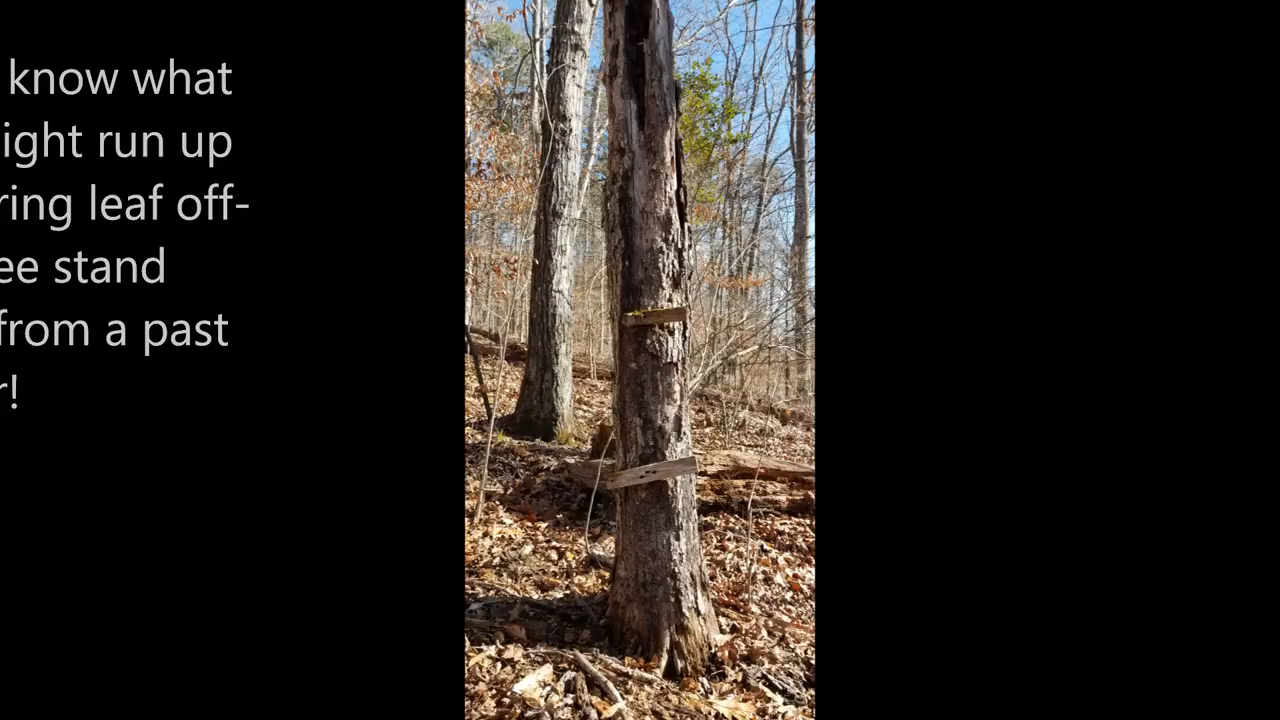 know what
ight run up
ring leaf off-
ee stand
from a past
r!